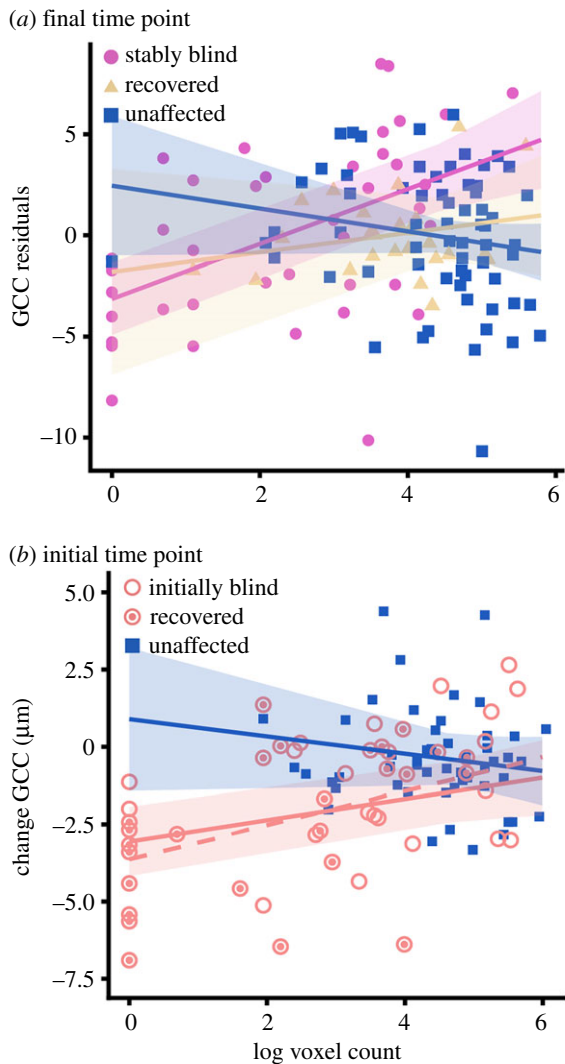 (a) final time point
stably blind
recovered
unaffected
GCC residuals
5
0
−5
−10
0
2
4
6
(b) initial time point
initially blind
recovered
unaffected
change GCC (μm)
5.0
2.5
0
−2.5
−5.0
−7.5
0
2
4
6
log voxel count